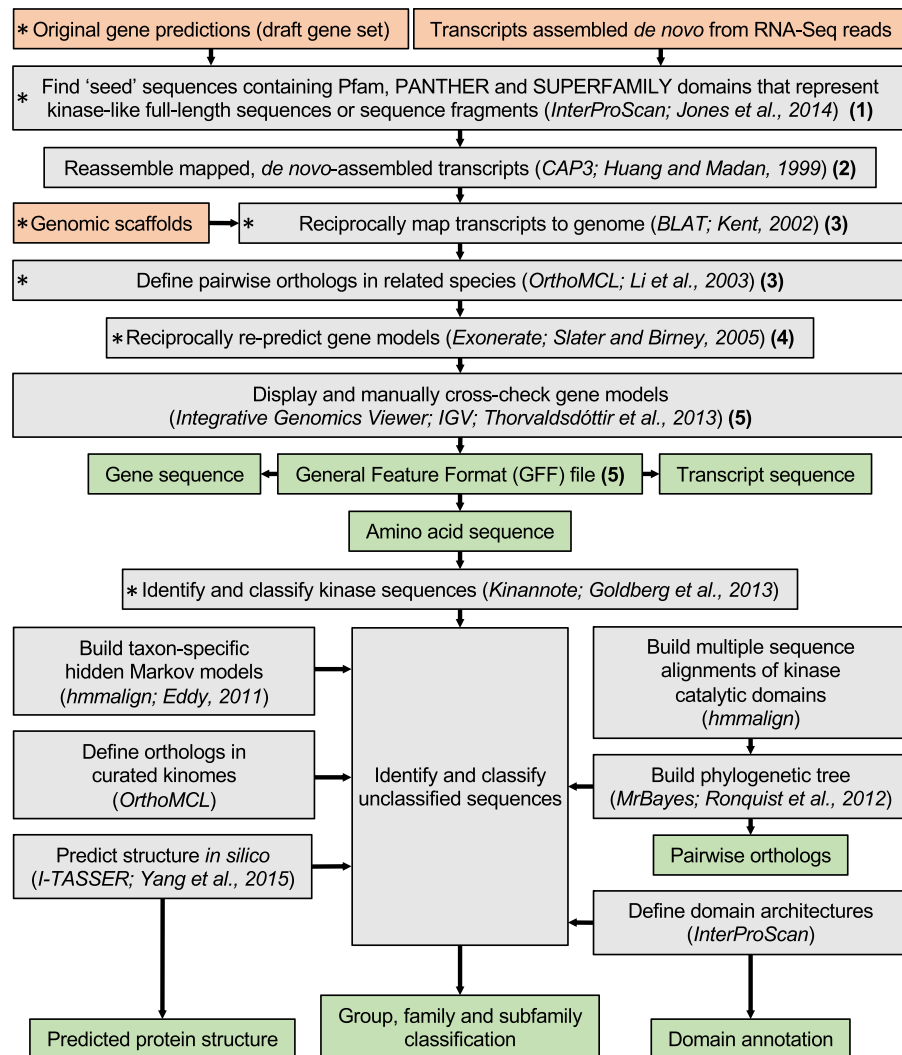 * Original gene predictions (draft gene set)
Transcripts assembled de novo from RNA-Seq reads
* Find ‘seed’ sequences containing Pfam, PANTHER and SUPERFAMILY domains that represent
kinase-like full-length sequences or sequence fragments (InterProScan; Jones et al., 2014) (1)
Reassemble mapped, de novo-assembled transcripts (CAP3; Huang and Madan, 1999) (2)
* Genomic scaffolds
* Reciprocally map transcripts to genome (BLAT; Kent, 2002) (3)
* Define pairwise orthologs in related species (OrthoMCL; Li et al., 2003) (3)
* Reciprocally re-predict gene models (Exonerate; Slater and Birney, 2005) (4)
Display and manually cross-check gene models
(Integrative Genomics Viewer; IGV; Thorvaldsdóttir et al., 2013) (5)
Gene sequence
General Feature Format (GFF) file (5)
Transcript sequence
Amino acid sequence
* Identify and classify kinase sequences (Kinannote; Goldberg et al., 2013)
Build taxon-specific
hidden Markov models
(hmmalign; Eddy, 2011)
Define orthologs in
curated kinomes
(OrthoMCL)
Predict structure in silico
(I-TASSER; Yang et al., 2015)
Identify and classify
unclassified sequences
Build multiple sequence
alignments of kinase
catalytic domains
(hmmalign)
Build phylogenetic tree
(MrBayes; Ronquist et al., 2012)
Pairwise orthologs
Define domain architectures
(InterProScan)
Predicted protein structure
Group, family and subfamily
classification
Domain annotation